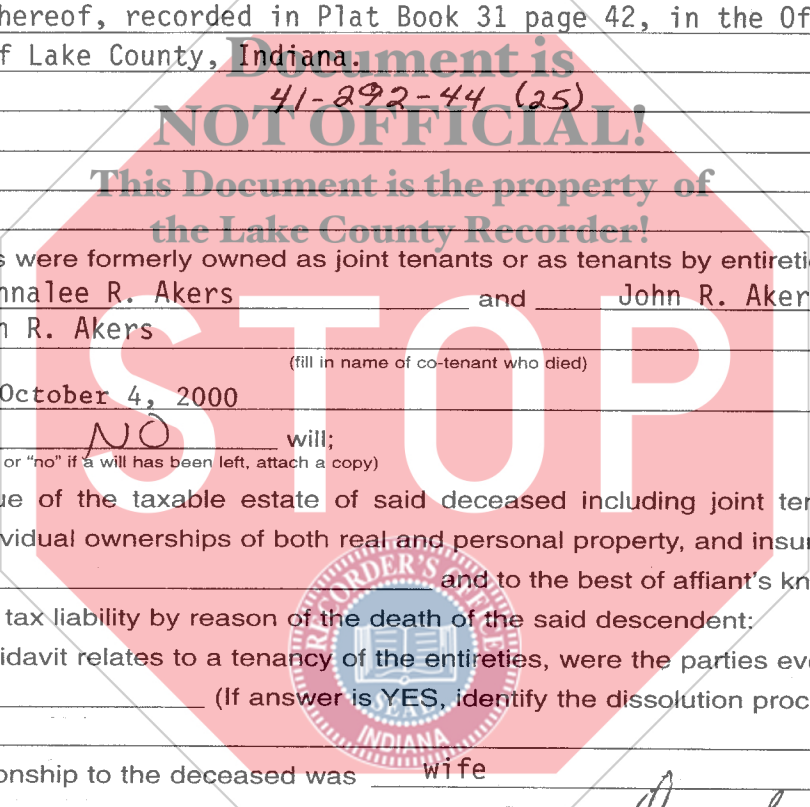 hereof, recorded in Plat Book 31 page 42, in the Of
f Lake County, Indiana.
Document is
41-292-44 (25)
NOT OFFICIAL!
This Document is the property of
the Lake County Recorder!
s were formerly owned as joint tenants or as tenants by entireti
nnalee R. Akers and John R. Aker
n R. Akers
(fill in name of co-tenant who died)
STOP
October 4, 2000
NO will;
or "no" if a will has been left, attach a copy)
ue of the taxable estate of said deceased including joint ten
vidual ownerships of both real and personal property, and insur
and to the best of affiant's kn
tax liability by reason of the death of the said descendent:
fidavit relates to a tenancy of the entireties, were the parties eve
(If answer is YES, identify the dissolution proc
RECORDER'S OFFICE
SEAL
INDIANA
onship to the deceased was wife